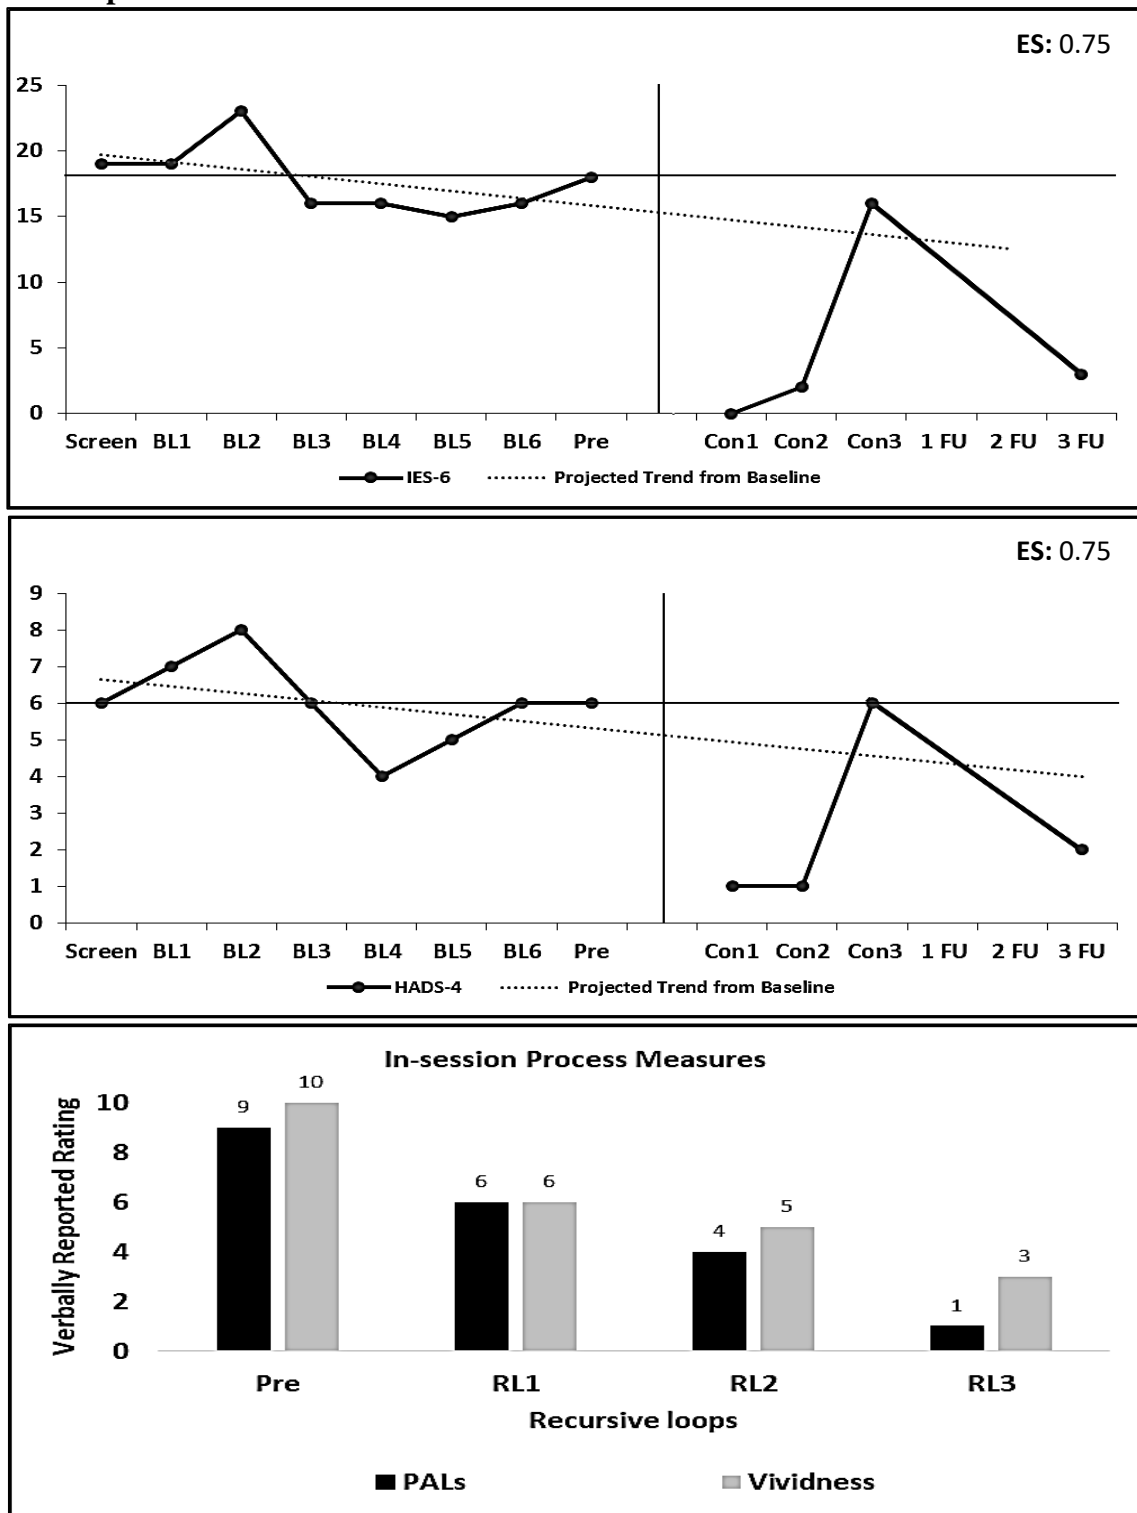 ES: 0.75
25
20
15
10
5
0
Screen BL1 BL2 BL3 BL4 BL5 BL6 Pre Con1 Con2 Con3 1 FU 2 FU 3 FU
IES-6 Projected Trend from Baseline
ES: 0.75
9
8
7
6
5
4
3
2
1
0
Screen BL1 BL2 BL3 BL4 BL5 BL6 Pre Con1 Con2 Con3 1 FU 2 FU 3 FU
HADS-4 Projected Trend from Baseline
In-session Process Measures
Verbally Reported Rating
10
8
6
4
2
0
9 10
6 6
4 5
1 3
Pre RL1 RL2 RL3
Recursive loops
PALs Vividness